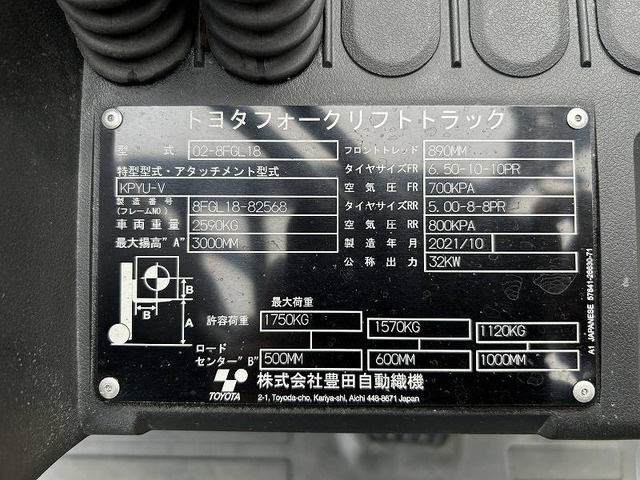 トヨタフォークリフトトラック
型式 02-8FGL18 フロントトレッド 890MM
特型型式・アタッチメント型式 タイヤサイズFR 6.50-10-10PR
KPYU-V 空気圧FR 700KPA
製造番号(フレームNO.) 8FGL18-82568 タイヤサイズRR 5.00-8-8PR
車両重量 2590KG 空気圧RR 800KPA
最大揚高"A" 3000MM 製造年月 2021/10
公称出力 32KW
B
B A
最大荷重
許容荷重 1750KG 1570KG 1120KG
ロードセンター"B" 500MM 600MM 1000MM
TOYOTA 株式会社豊田自動織機
2-1, Toyoda-cho, Kariya-shi, Aichi 448-8671 Japan
A1 JAPANESE 57841-26630-71